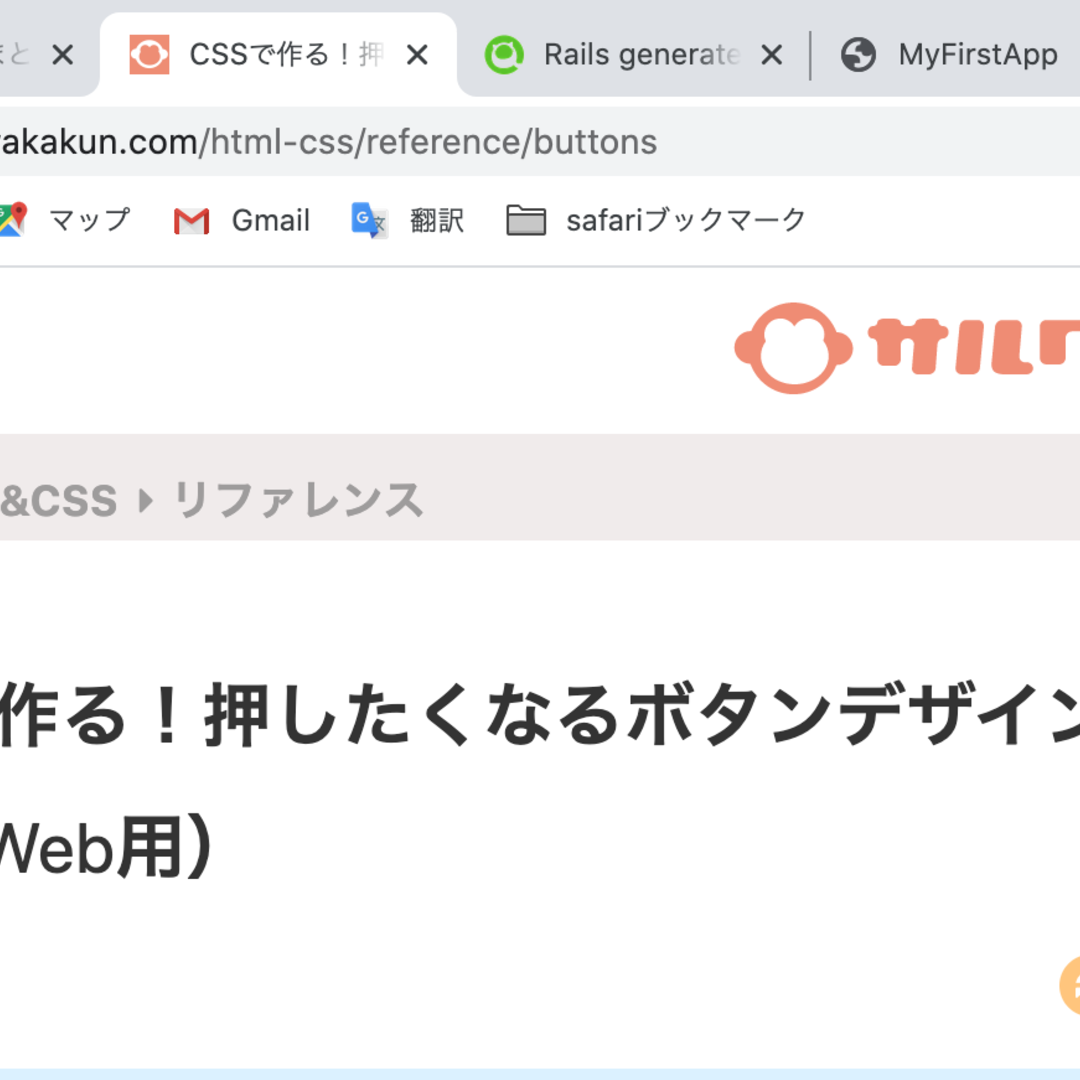 CSSで作る！押 Rails generate MyFirstApp
akakun.com/html-css/reference/buttons
マップ Gmail 翻訳 safariブックマーク
サル
&CSS リファレンス
作る！押したくなるボタンデザイン
Web用）